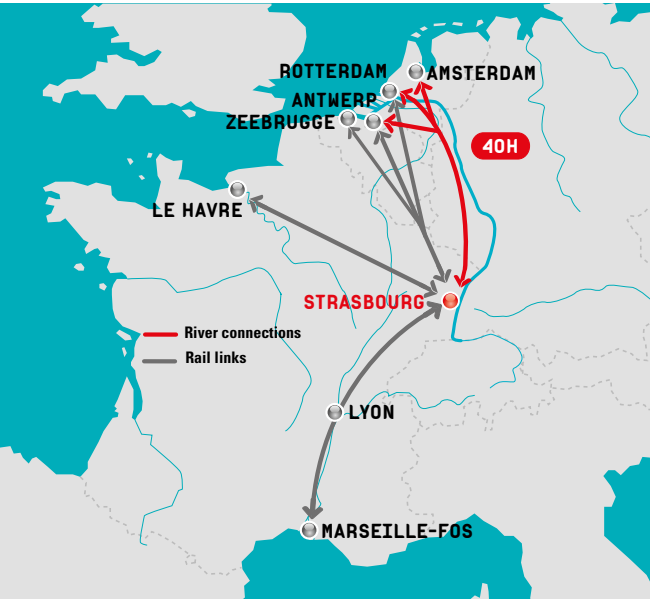 ROTTERDAM
AMSTERDAM
ANTWERP
ZEEBRUGGE
40H
LE HAVRE
STRASBOURG
River connections
Rail links
LYON
MARSEILLE-FOS